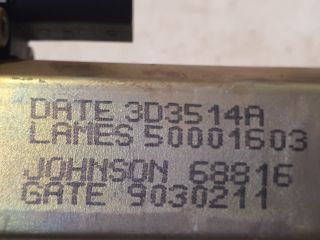 DATE 3D3514A
LAMES 50001603
JOHNSON 68816
GATE 9030211